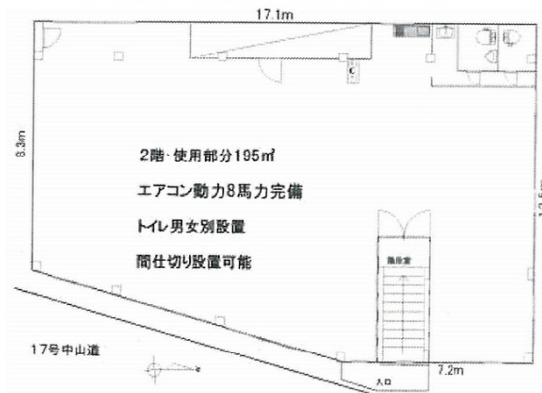 17.1m
8.3m
2階・使用部分195㎡
エアコン動力8馬力完備
トイレ男女別設置
間仕切り設置可能
階段室
17号中山道
7.2m
入口